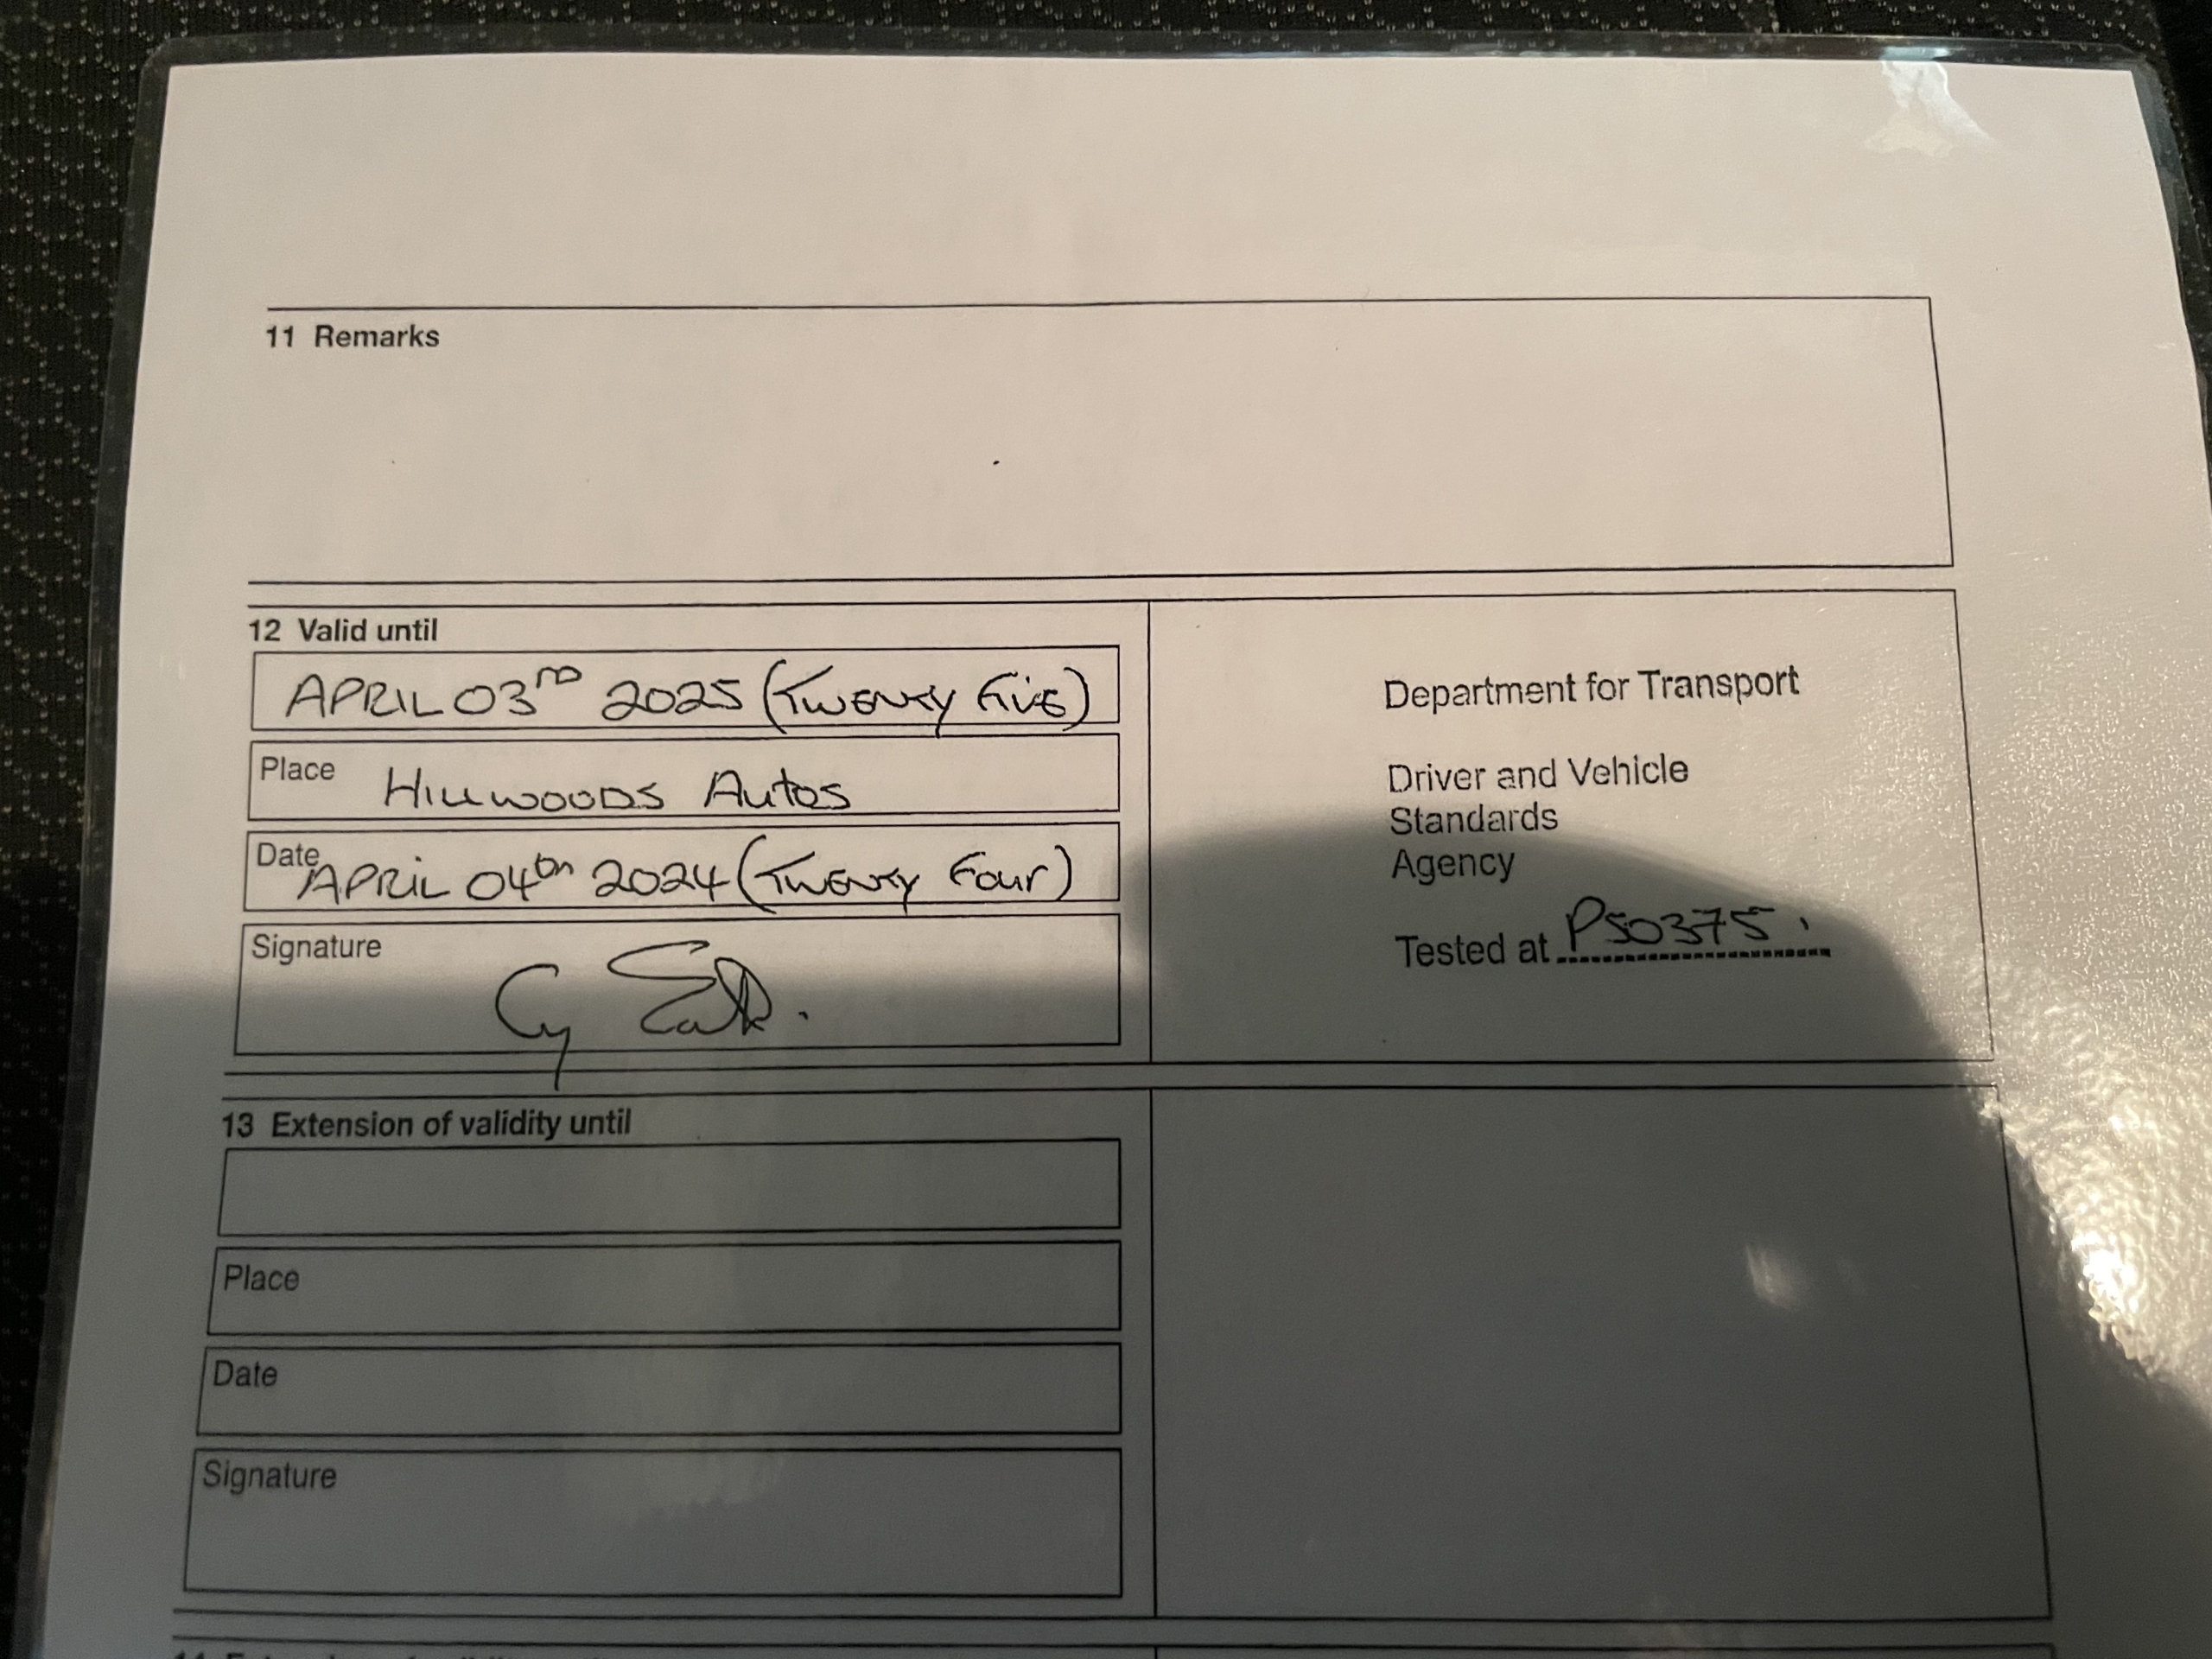 11 Remarks
12 Valid until
APRIL 03RD 2025 (TWENTY FIVE)
Place HILLWOODS AUTOS
Date APRIL 04th 2024 (TWENTY FOUR)
Signature
Department for Transport
Driver and Vehicle
Standards
Agency
Tested at PS0375.
13 Extension of validity until
Place
Date
Signature